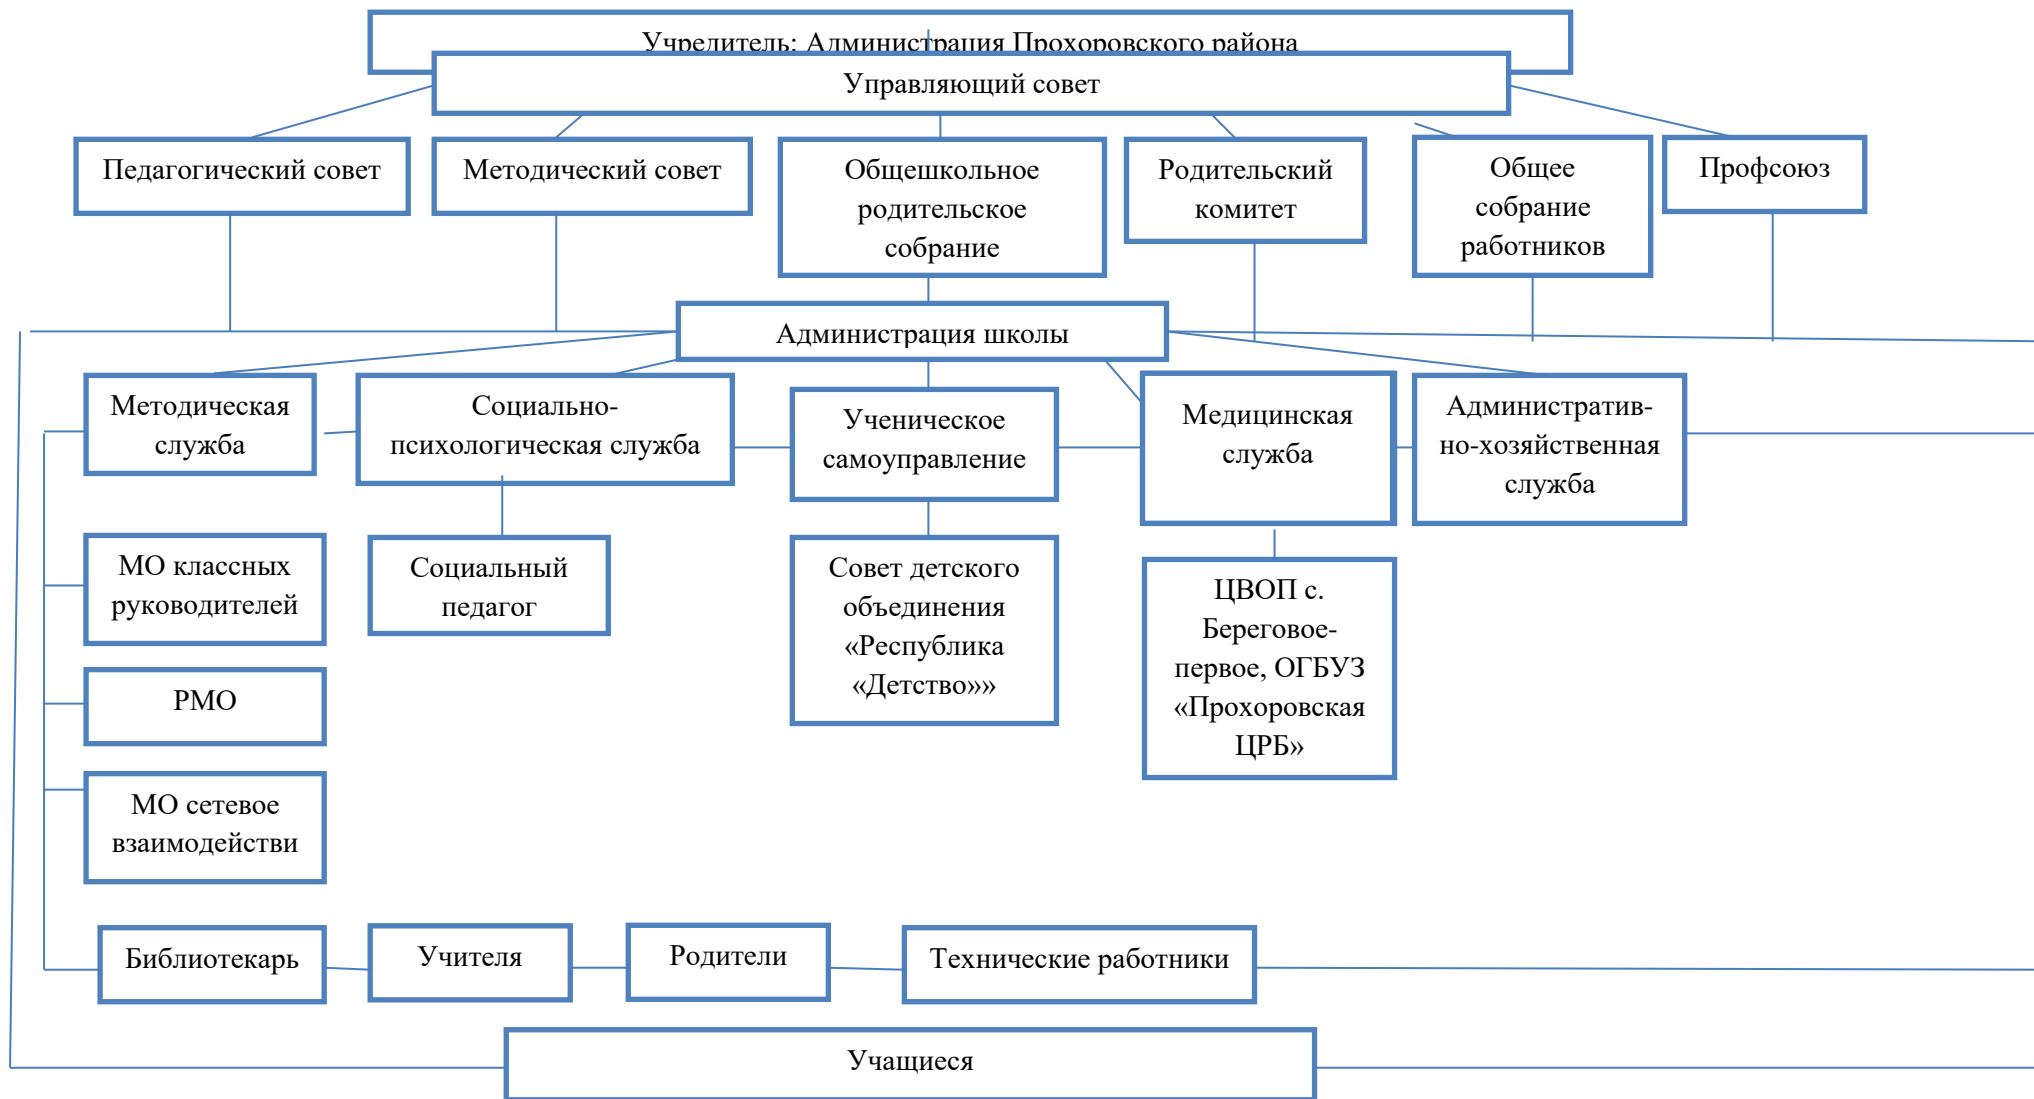 Учредитель: Администрация Прохоровского района
Управляющий совет
Педагогический совет
Методический совет
Общешкольное
родительское
собрание
Родительский
комитет
Общее
собрание
работников
Профсоюз
Администрация школы
Методическая
служба
Социально-
психологическая служба
Ученическое
самоуправление
Медицинская
служба
Административ-
но-хозяйственная
служба
МО классных
руководителей
Социальный
педагог
Совет детского
объединения
«Республика
«Детство»»
ЦВОП с.
Береговое-
первое, ОГБУЗ
«Прохоровская
ЦРБ»
РМО
МО сетевое
взаимодействи
Библиотекарь
Учителя
Родители
Технические работники
Учащиеся